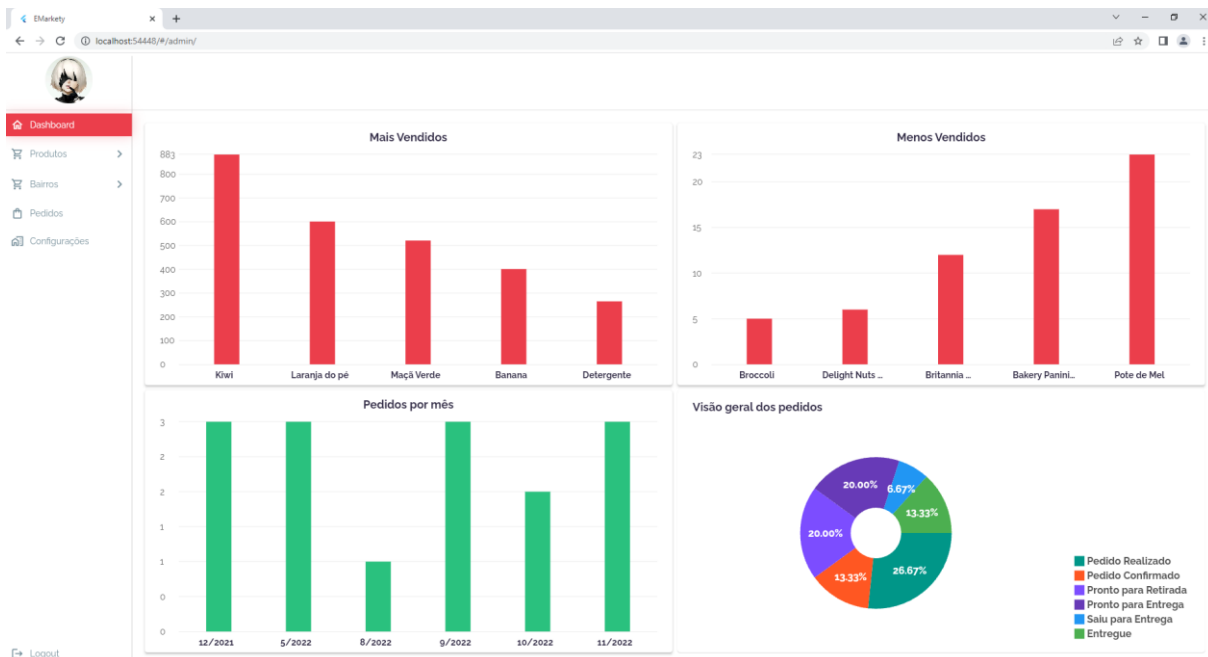 EMarkety
localhost:54448/#/admin/
Dashboard
Produtos
Bairros
Pedidos
Configurações
Logout
Mais Vendidos
883
800
700
600
500
400
300
200
100
0
Kiwi Laranja do pé Maçã Verde Banana Detergente
Menos Vendidos
23
20
15
10
5
0
Broccoli Delight Nuts ... Britannia ... Bakery Panini... Pote de Mel
Pedidos por mês
3
2
2
1
1
0
0
12/2021 5/2022 8/2022 9/2022 10/2022 11/2022
Visão geral dos pedidos
20.00% 6.67%
13.33%
20.00%
26.67%
13.33%
Pedido Realizado
Pedido Confirmado
Pronto para Retirada
Pronto para Entrega
Saiu para Entrega
Entregue